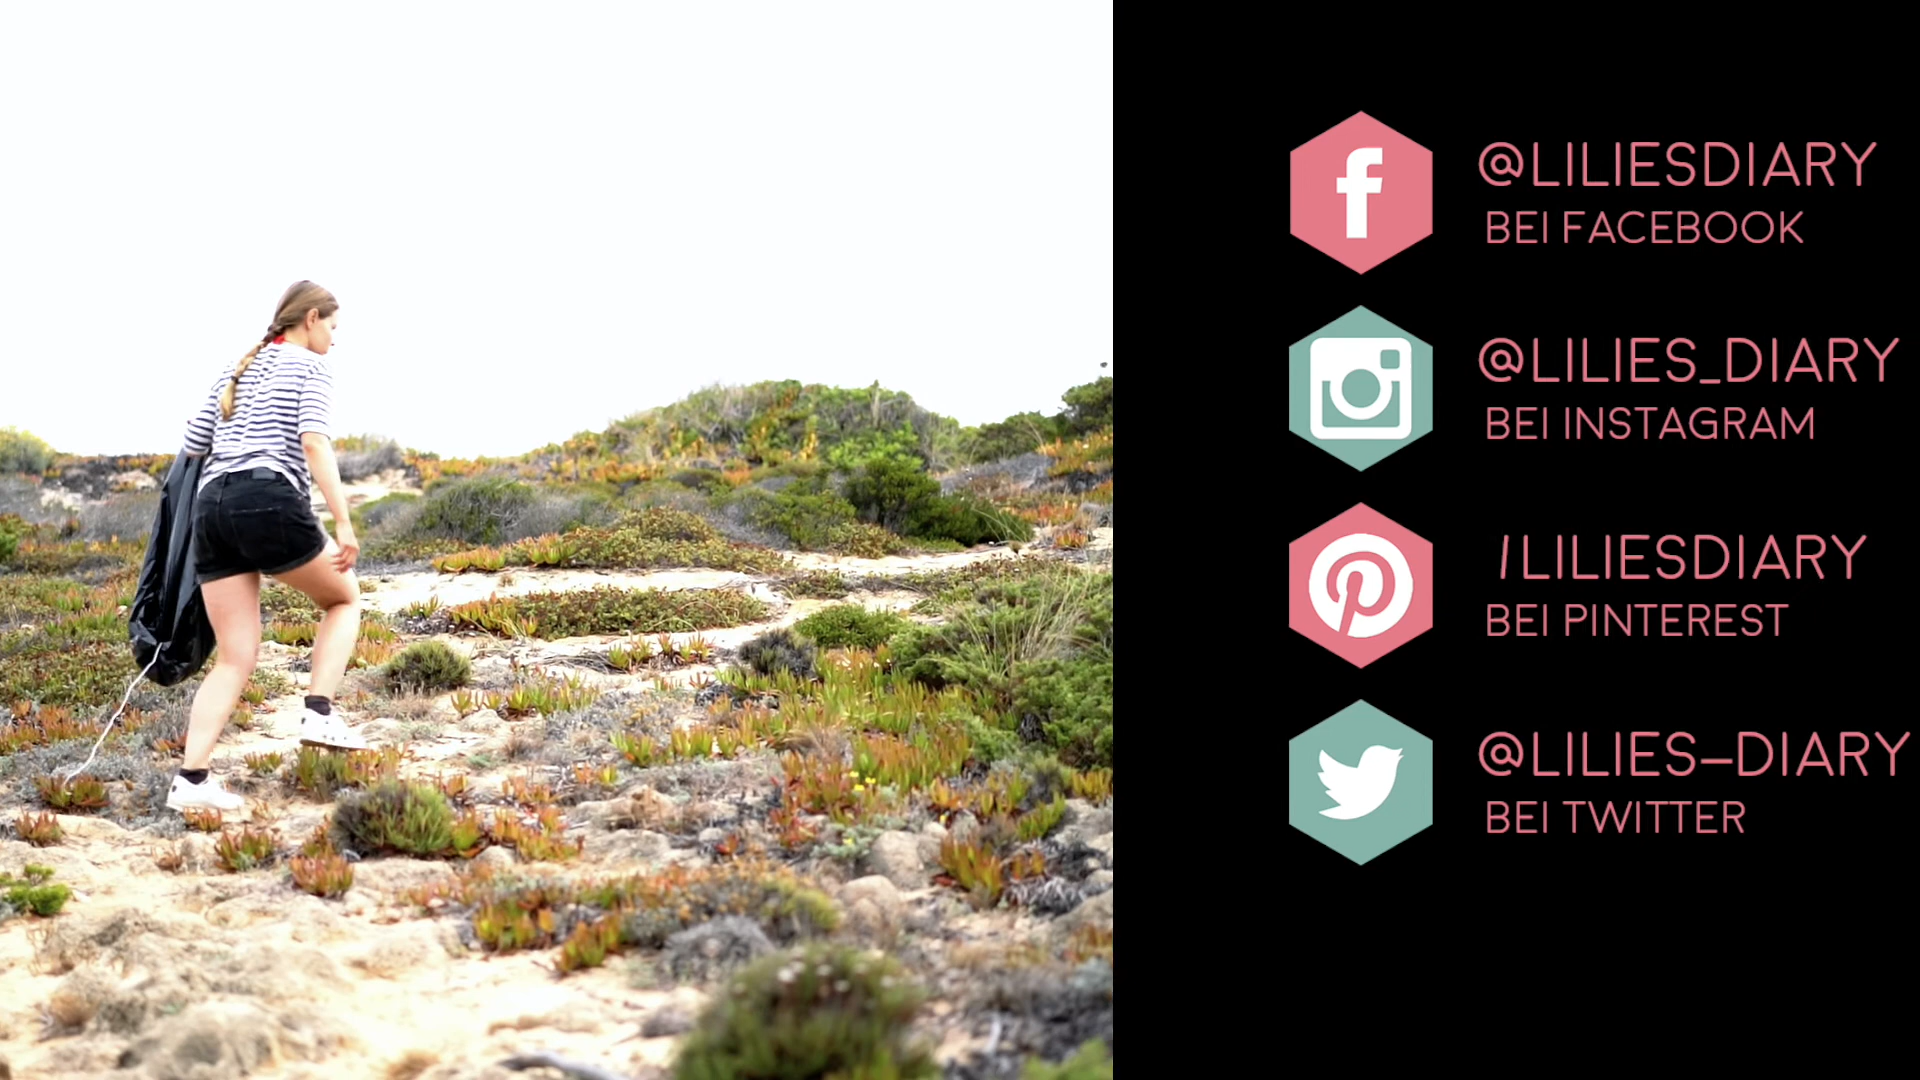 @LILIESDIARY
BEI FACEBOOK
@LILIES_DIARY
BEI INSTAGRAM
/LILIESDIARY
BEI PINTEREST
@LILIES-DIARY
BEI TWITTER